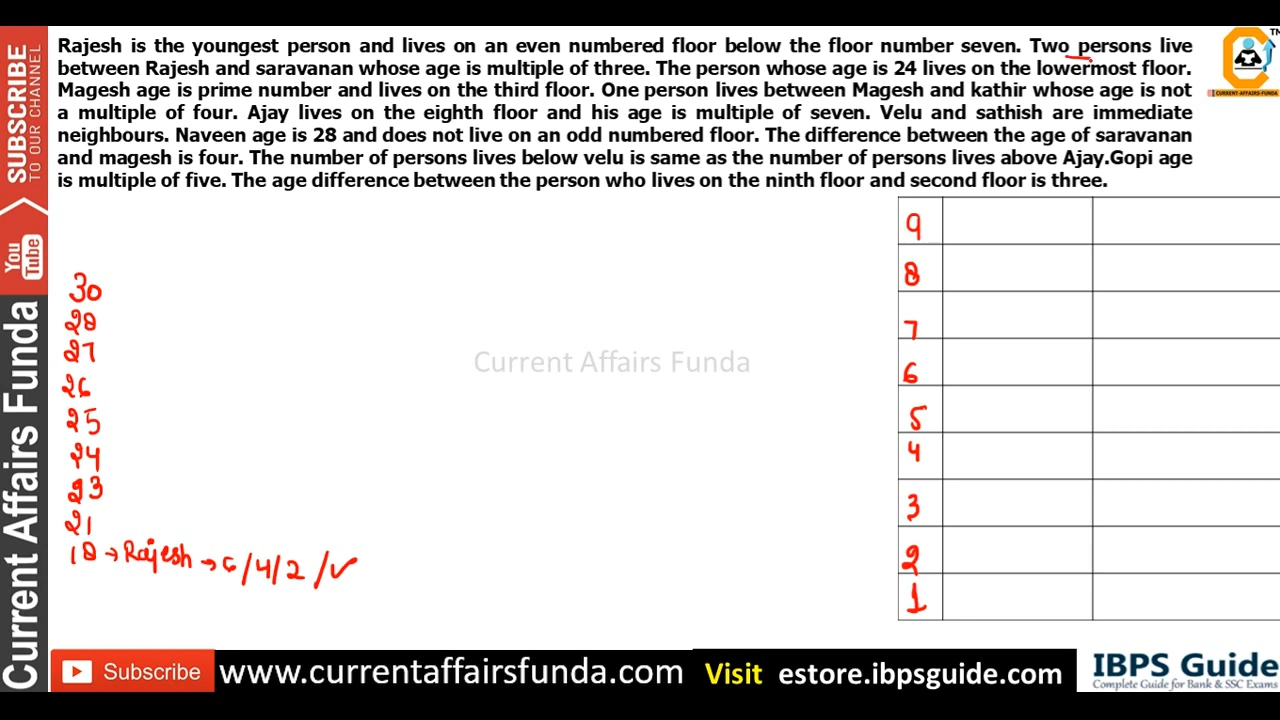 Rajesh is the youngest person and lives on an even numbered floor below the floor number seven. Two persons live
between Rajesh and saravanan whose age is multiple of three. The person whose age is 24 lives on the lowermost floor.
Magesh age is prime number and lives on the third floor. One person lives between Magesh and kathir whose age is not
a multiple of four. Ajay lives on the eighth floor and his age is multiple of seven. Velu and sathish are immediate
neighbours. Naveen age is 28 and does not live on an odd numbered floor. The difference between the age of saravanan
and magesh is four. The number of persons lives below velu is same as the number of persons lives above Ajay.Gopi age
is multiple of five. The age difference between the person who lives on the ninth floor and second floor is three.
TM
CURRENT-AFFAIRS-FUNDA
SUBSCRIBE
TO OUR CHANNEL
You
Tube
Current Affairs Funda
9
8
7
6
5
4
3
2
1
30
28
27
26
25
24
23
21
18 → Rajesh → 6/4/2/✓
Current Affairs Funda
Subscribe
www.currentaffairsfunda.com
Visit estore.ibpsguide.com
IBPS Guide
Complete Guide for Bank & SSC Exams